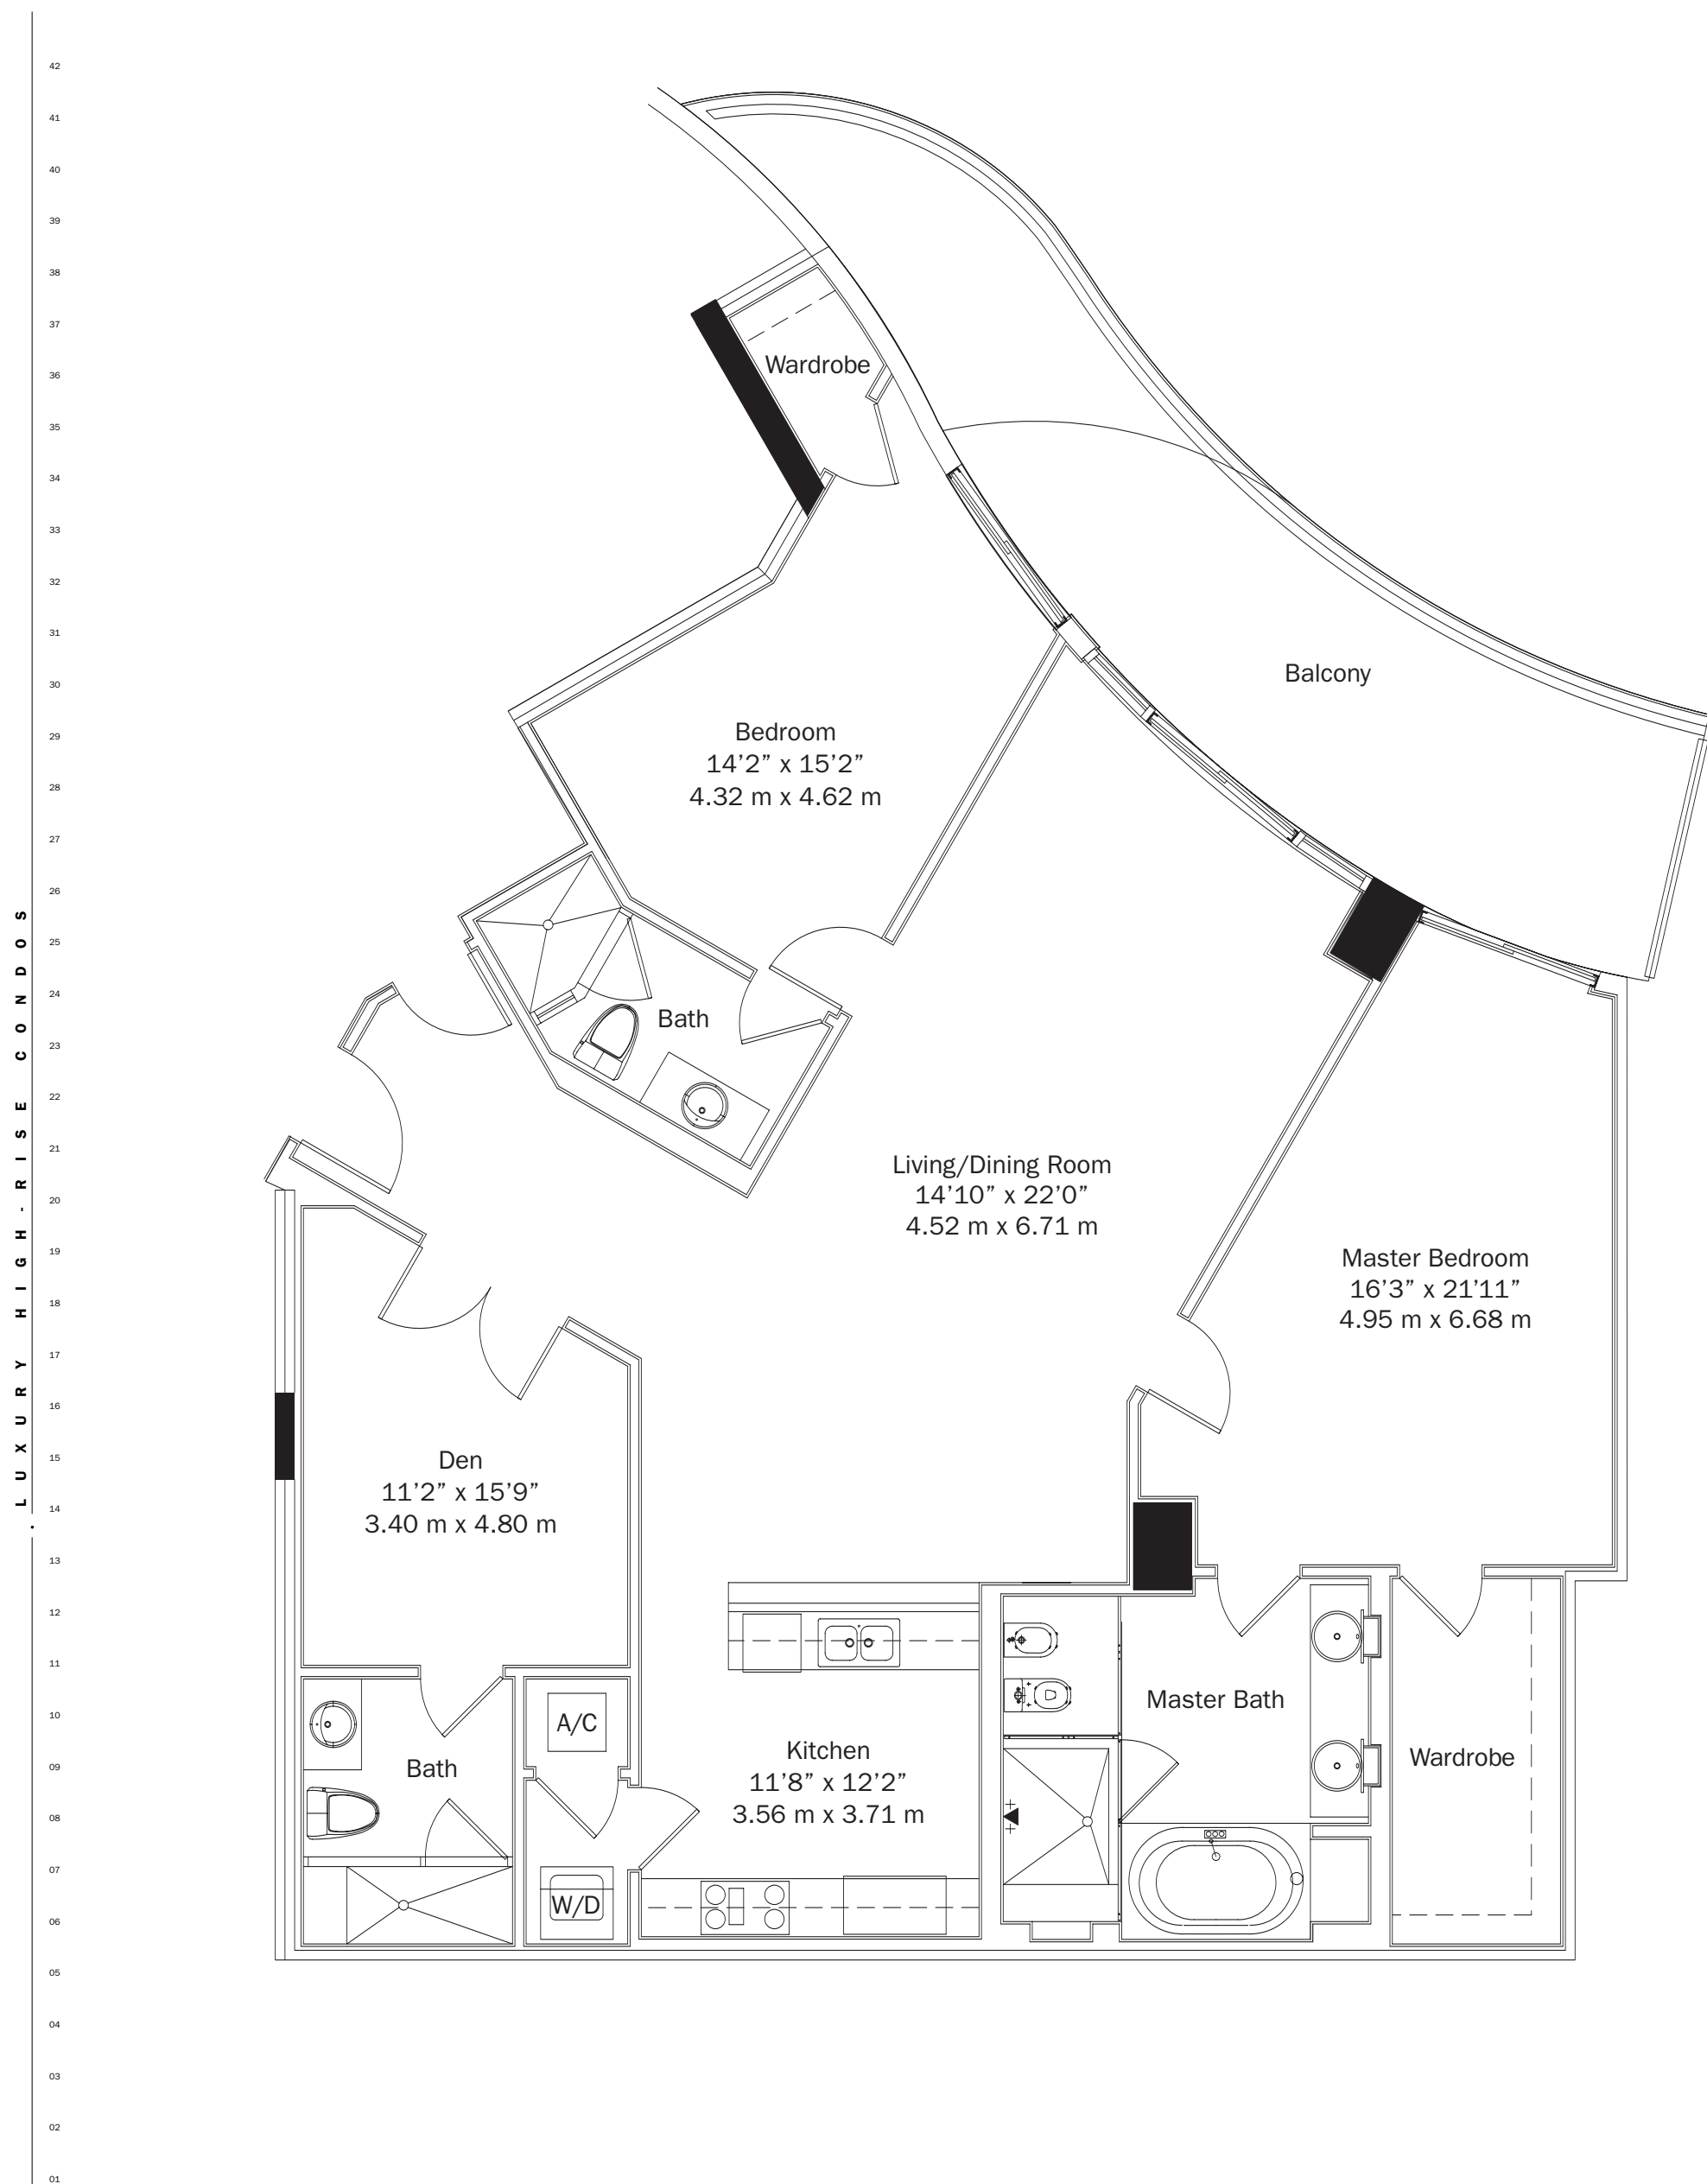 42
41
40
39
38
37
36
35
34
33
32
31
30
29
28
27
26
25
24
23
22
21
20
19
18
17
16
15
14
13
12
11
10
09
08
07
06
05
04
03
02
01
. LUXURY HIGH-RISE CONDOS
Wardrobe
Balcony
Bedroom
14’2” x 15’2”
4.32 m x 4.62 m
Bath
Living/Dining Room
14’10” x 22’0”
4.52 m x 6.71 m
Master Bedroom
16’3” x 21’11”
4.95 m x 6.68 m
Den
11’2” x 15’9”
3.40 m x 4.80 m
Master Bath
A/C
Kitchen
11’8” x 12’2”
3.56 m x 3.71 m
Wardrobe
Bath
W/D